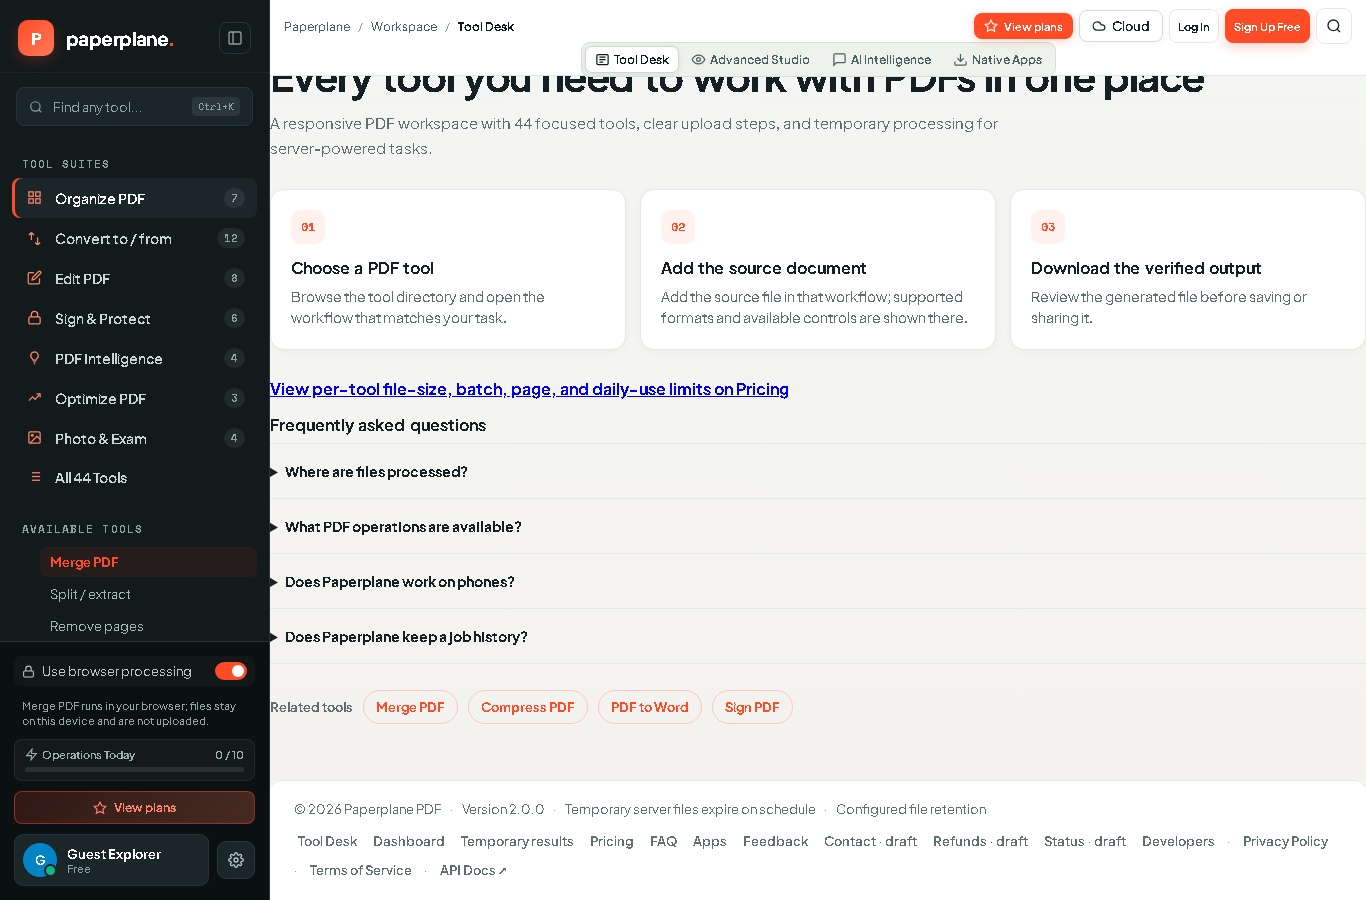 P paperplane.
Find any tool... Ctrl+K
TOOL SUITES
Organize PDF 7
Convert to / from 12
Edit PDF 8
Sign & Protect 6
PDF Intelligence 4
Optimize PDF 3
Photo & Exam 4
All 44 Tools
AVAILABLE TOOLS
Merge PDF
Split / extract
Remove pages
Use browser processing
Merge PDF runs in your browser; files stay
on this device and are not uploaded.
Operations Today 0 / 10
View plans
G Guest Explorer
Free
Paperplane / Workspace / Tool Desk
View plans Cloud Log In Sign Up Free
Tool Desk Advanced Studio AI Intelligence Native Apps
Every tool you need to work with PDFs in one place
A responsive PDF workspace with 44 focused tools, clear upload steps, and temporary processing for
server-powered tasks.
01
Choose a PDF tool
Browse the tool directory and open the
workflow that matches your task.
02
Add the source document
Add the source file in that workflow; supported
formats and available controls are shown there.
03
Download the verified output
Review the generated file before saving or
sharing it.
View per-tool file-size, batch, page, and daily-use limits on Pricing
Frequently asked questions
Where are files processed?
What PDF operations are available?
Does Paperplane work on phones?
Does Paperplane keep a job history?
Related tools Merge PDF Compress PDF PDF to Word Sign PDF
© 2026 Paperplane PDF · Version 2.0.0 · Temporary server files expire on schedule · Configured file retention
Tool Desk Dashboard Temporary results Pricing FAQ Apps Feedback Contact · draft Refunds · draft Status · draft Developers · Privacy Policy
· Terms of Service · API Docs ↗